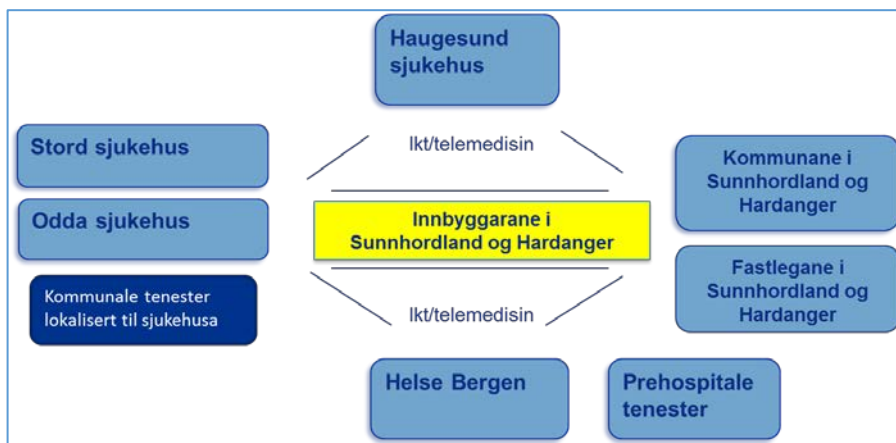 Haugesund
sjukehus
Ikt/telemedisin
Stord sjukehus
Odda sjukehus
Kommunale tenester
lokalisert til sjukehusa
Innbyggarane i
Sunnhordland og Hardanger
Kommunane i
Sunnhordland og
Hardanger
Fastlegane i
Sunnhordland og
Hardanger
Ikt/telemedisin
Helse Bergen
Prehospitale
tenester